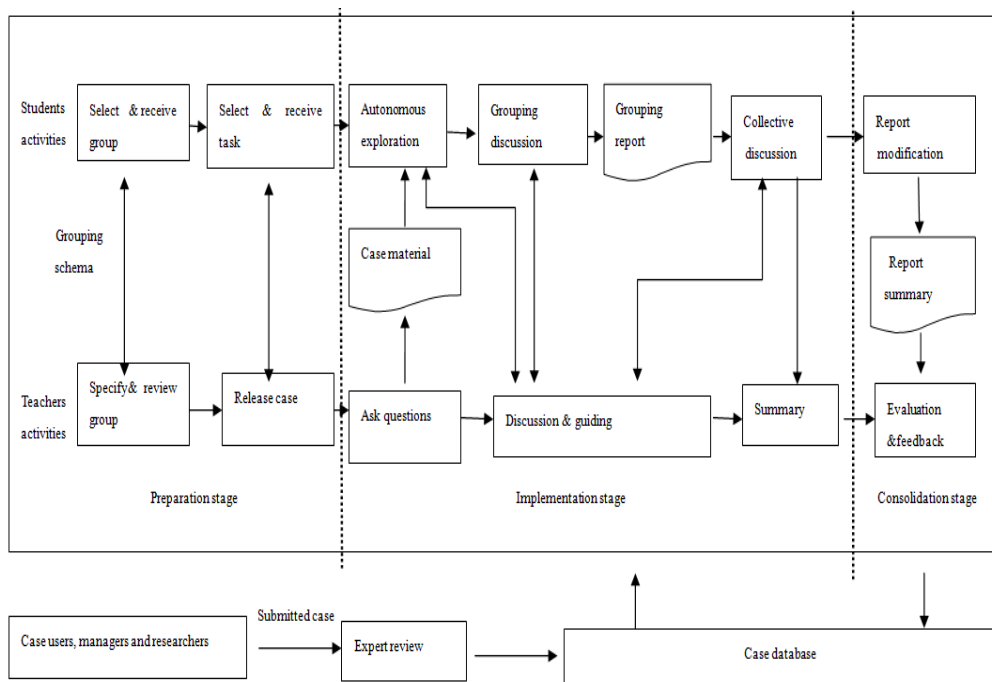 Students
activities
Select & receive
group
Select & receive
task
Autonomous
exploration
Grouping
discussion
Grouping
report
Collective
discussion
Report
modification
Grouping
schema
Case material
Report
summary
Teachers
activities
Specify & review
group
Release case
Ask questions
Discussion & guiding
Summary
Evaluation
&feedback
Preparation stage
Implementation stage
Consolidation stage
Case users, managers and researchers
Submitted case
Expert review
Case database